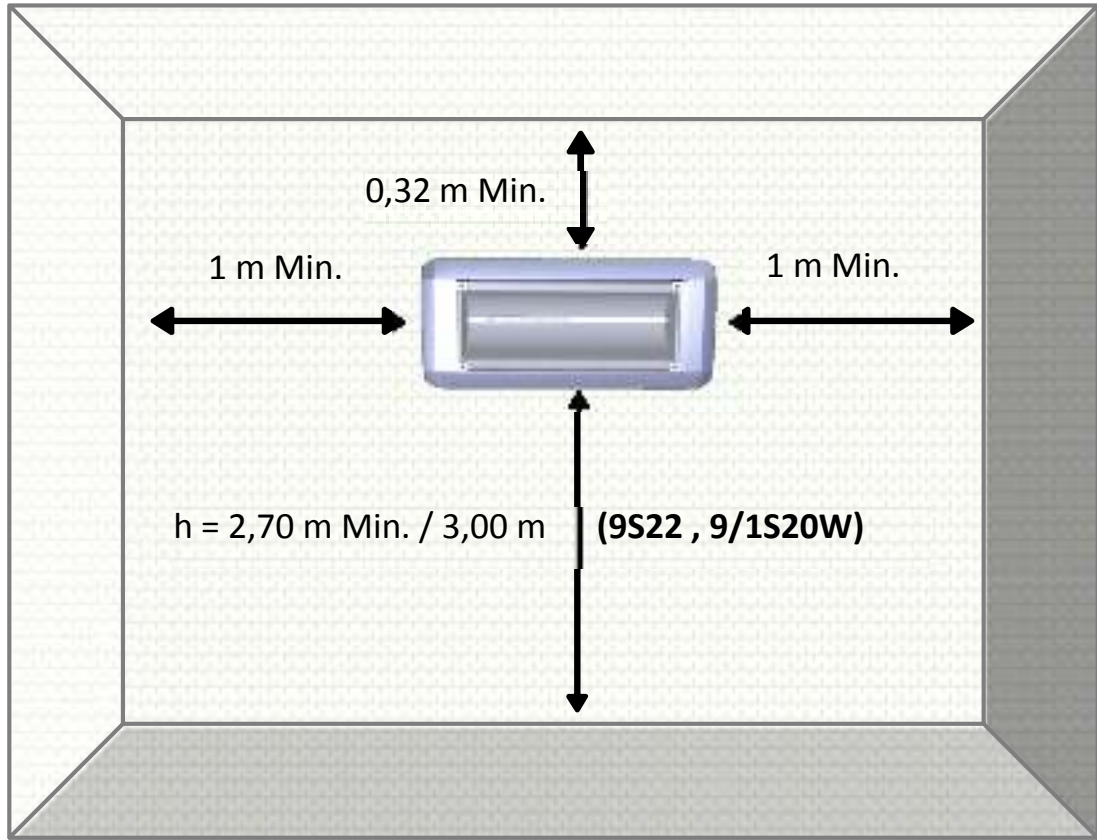 0,32 m Min.
1 m Min.
1 m Min.
h = 2,70 m Min. / 3,00 m (9S22 , 9/1S20W)